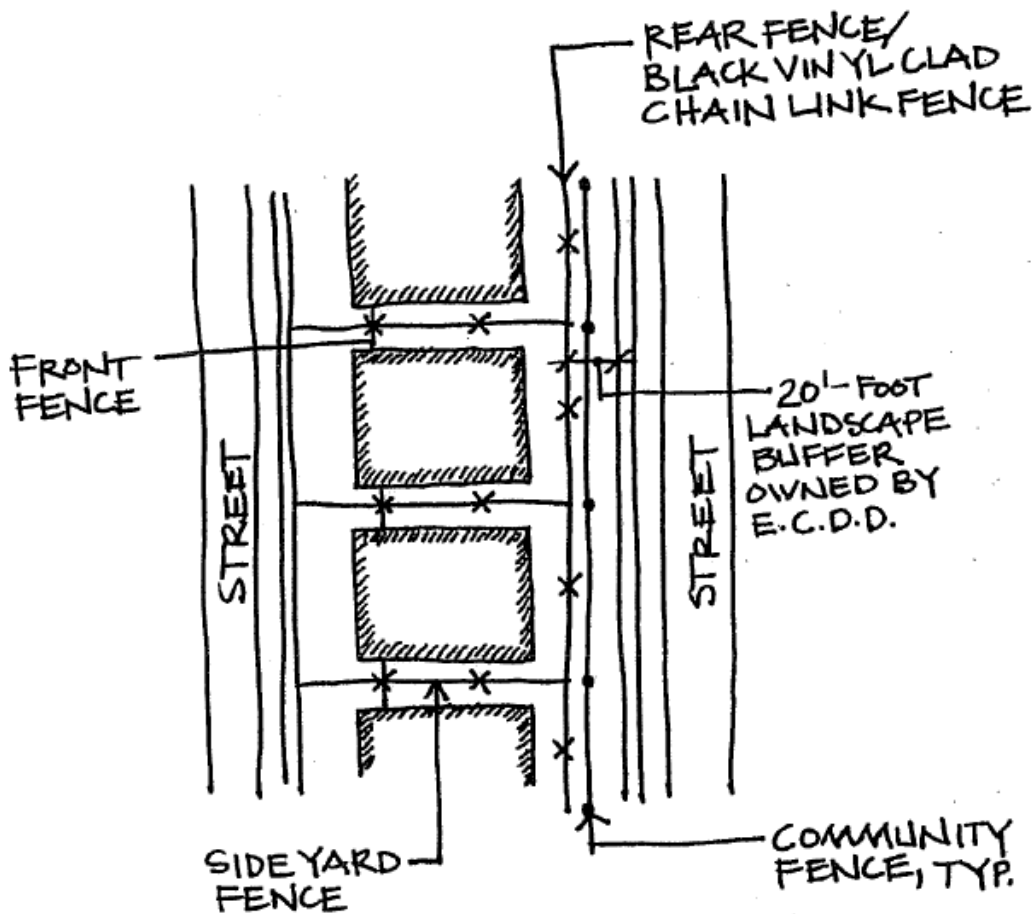 REAR FENCE/
BLACK VINYL CLAD
CHAIN LINK FENCE
FRONT
FENCE
20'-FOOT
LANDSCAPE
BUFFER
OWNED BY
E.C.D.D.
STREET
STREET
SIDE YARD
FENCE
COMMUNITY
FENCE, TYP.